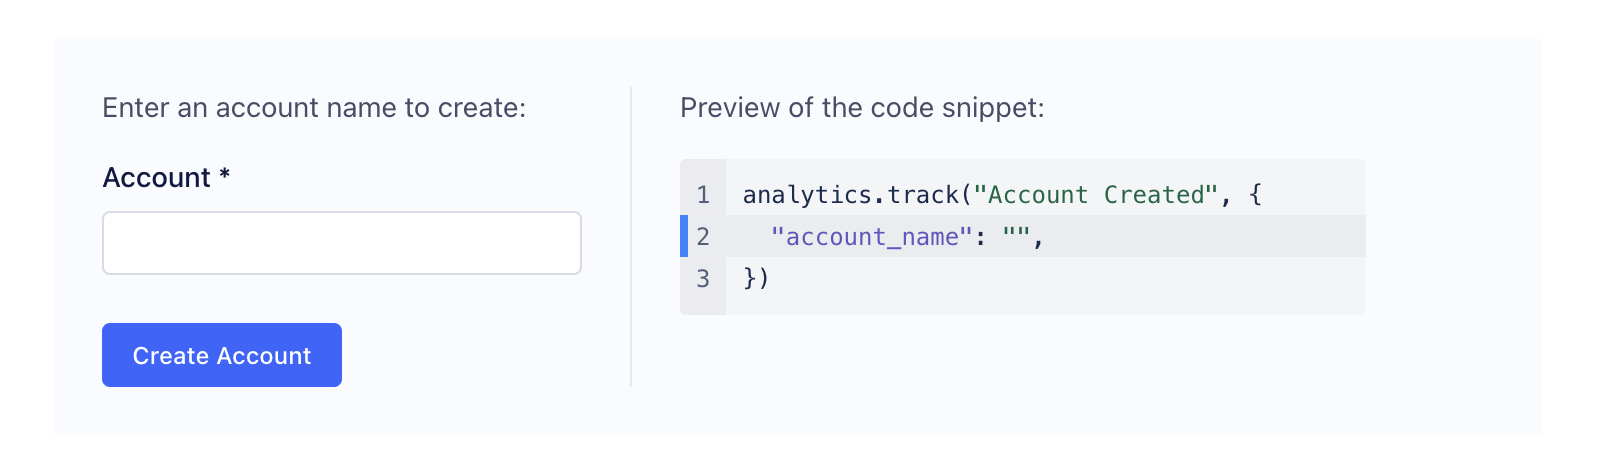 Enter an account name to create:
Account *
Create Account
Preview of the code snippet:
1 analytics.track("Account Created", {
2 "account_name": "",
3 })